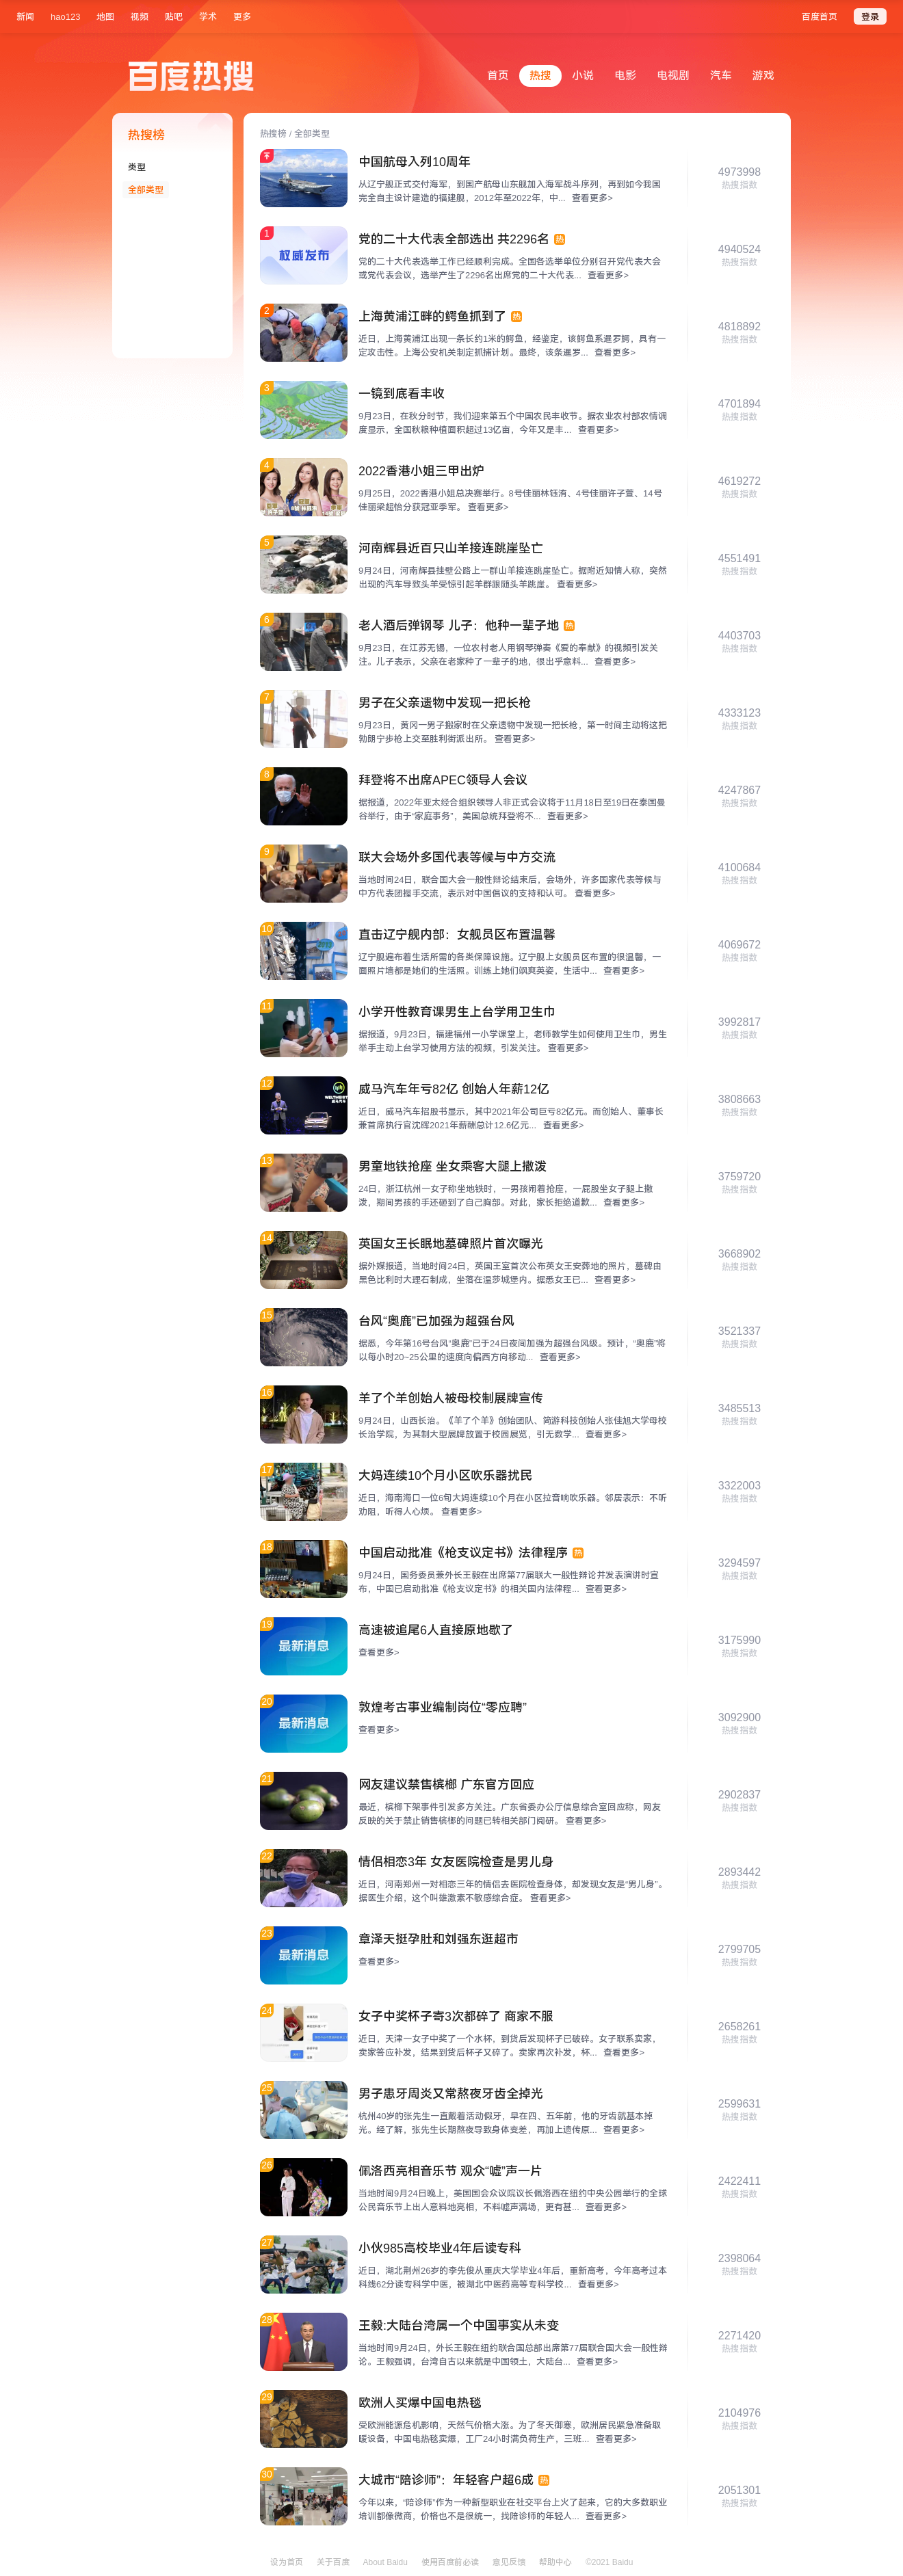 新闻 hao123 地图 视频 贴吧 学术 更多 百度首页 登录
百度热搜
首页 热搜 小说 电影 电视剧 汽车 游戏
热搜榜
类型
全部类型
热搜榜 / 全部类型
中国航母入列10周年
从辽宁舰正式交付海军，到国产航母山东舰加入海军战斗序列，再到如今我国
完全自主设计建造的福建舰，2012年至2022年，中... 查看更多>
4973998
热搜指数
1
权威发布
党的二十大代表全部选出 共2296名 热
党的二十大代表选举工作已经顺利完成。全国各选举单位分别召开党代表大会
或党代表会议，选举产生了2296名出席党的二十大代表... 查看更多>
4940524
热搜指数
2
上海黄浦江畔的鳄鱼抓到了 热
近日，上海黄浦江出现一条长约1米的鳄鱼，经鉴定，该鳄鱼系暹罗鳄，具有一
定攻击性。上海公安机关制定抓捕计划。最终，该条暹罗... 查看更多>
4818892
热搜指数
3
一镜到底看丰收
9月23日，在秋分时节，我们迎来第五个中国农民丰收节。据农业农村部农情调
度显示，全国秋粮种植面积超过13亿亩，今年又是丰... 查看更多>
4701894
热搜指数
4
2022香港小姐三甲出炉
9月25日，2022香港小姐总决赛举行。8号佳丽林钰洧、4号佳丽许子萱、14号
佳丽梁超怡分获冠亚季军。 查看更多>
4619272
热搜指数
5
河南辉县近百只山羊接连跳崖坠亡
9月24日，河南辉县挂壁公路上一群山羊接连跳崖坠亡。据附近知情人称，突然
出现的汽车导致头羊受惊引起羊群跟随头羊跳崖。 查看更多>
4551491
热搜指数
6
老人酒后弹钢琴 儿子：他种一辈子地 热
9月23日，在江苏无锡，一位农村老人用钢琴弹奏《爱的奉献》的视频引发关
注。儿子表示，父亲在老家种了一辈子的地，很出乎意料... 查看更多>
4403703
热搜指数
7
男子在父亲遗物中发现一把长枪
9月23日，黄冈一男子搬家时在父亲遗物中发现一把长枪，第一时间主动将这把
勃朗宁步枪上交至胜利街派出所。 查看更多>
4333123
热搜指数
8
拜登将不出席APEC领导人会议
据报道，2022年亚太经合组织领导人非正式会议将于11月18日至19日在泰国曼
谷举行，由于“家庭事务”，美国总统拜登将不... 查看更多>
4247867
热搜指数
9
联大会场外多国代表等候与中方交流
当地时间24日，联合国大会一般性辩论结束后，会场外，许多国家代表等候与
中方代表团握手交流，表示对中国倡议的支持和认可。 查看更多>
4100684
热搜指数
10
直击辽宁舰内部：女舰员区布置温馨
辽宁舰遍布着生活所需的各类保障设施。辽宁舰上女舰员区布置的很温馨，一
面照片墙都是她们的生活照。训练上她们飒爽英姿，生活中... 查看更多>
4069672
热搜指数
11
小学开性教育课男生上台学用卫生巾
据报道，9月23日，福建福州一小学课堂上，老师教学生如何使用卫生巾，男生
举手主动上台学习使用方法的视频，引发关注。 查看更多>
3992817
热搜指数
12
威马汽车年亏82亿 创始人年薪12亿
近日，威马汽车招股书显示，其中2021年公司巨亏82亿元。而创始人、董事长
兼首席执行官沈晖2021年薪酬总计12.6亿元... 查看更多>
3808663
热搜指数
13
男童地铁抢座 坐女乘客大腿上撒泼
24日，浙江杭州一女子称坐地铁时，一男孩闹着抢座，一屁股坐女子腿上撒
泼，期间男孩的手还碰到了自己胸部。对此，家长拒绝道歉... 查看更多>
3759720
热搜指数
14
英国女王长眠地墓碑照片首次曝光
据外媒报道，当地时间24日，英国王室首次公布英女王安葬地的照片，墓碑由
黑色比利时大理石制成，坐落在温莎城堡内。据悉女王已... 查看更多>
3668902
热搜指数
15
台风“奥鹿”已加强为超强台风
据悉，今年第16号台风“奥鹿”已于24日夜间加强为超强台风级。预计，“奥鹿”将
以每小时20~25公里的速度向偏西方向移动... 查看更多>
3521337
热搜指数
16
羊了个羊创始人被母校制展牌宣传
9月24日，山西长治。《羊了个羊》创始团队、简游科技创始人张佳旭大学母校
长治学院，为其制大型展牌放置于校园展览，引无数学... 查看更多>
3485513
热搜指数
17
大妈连续10个月小区吹乐器扰民
近日，海南海口一位6旬大妈连续10个月在小区拉音响吹乐器。邻居表示：不听
劝阻，听得人心烦。 查看更多>
3322003
热搜指数
18
中国启动批准《枪支议定书》法律程序 热
9月24日，国务委员兼外长王毅在出席第77届联大一般性辩论并发表演讲时宣
布，中国已启动批准《枪支议定书》的相关国内法律程... 查看更多>
3294597
热搜指数
19
最新消息
高速被追尾6人直接原地歇了
查看更多>
3175990
热搜指数
20
最新消息
敦煌考古事业编制岗位“零应聘”
查看更多>
3092900
热搜指数
21
网友建议禁售槟榔 广东官方回应
最近，槟榔下架事件引发多方关注。广东省委办公厅信息综合室回应称，网友
反映的关于禁止销售槟榔的问题已转相关部门阅研。 查看更多>
2902837
热搜指数
22
情侣相恋3年 女友医院检查是男儿身
近日，河南郑州一对相恋三年的情侣去医院检查身体，却发现女友是“男儿身”。
据医生介绍，这个叫雄激素不敏感综合症。 查看更多>
2893442
热搜指数
23
最新消息
章泽天挺孕肚和刘强东逛超市
查看更多>
2799705
热搜指数
24
女子中奖杯子寄3次都碎了 商家不服
近日，天津一女子中奖了一个水杯，到货后发现杯子已破碎。女子联系卖家，
卖家答应补发，结果到货后杯子又碎了。卖家再次补发，杯... 查看更多>
2658261
热搜指数
25
男子患牙周炎又常熬夜牙齿全掉光
杭州40岁的张先生一直戴着活动假牙，早在四、五年前，他的牙齿就基本掉
光。经了解，张先生长期熬夜导致身体变差，再加上遗传原... 查看更多>
2599631
热搜指数
26
佩洛西亮相音乐节 观众“嘘”声一片
当地时间9月24日晚上，美国国会众议院议长佩洛西在纽约中央公园举行的全球
公民音乐节上出人意料地亮相，不料嘘声满场，更有甚... 查看更多>
2422411
热搜指数
27
小伙985高校毕业4年后读专科
近日，湖北荆州26岁的李先俊从重庆大学毕业4年后，重新高考，今年高考过本
科线62分读专科学中医，被湖北中医药高等专科学校... 查看更多>
2398064
热搜指数
28
王毅:大陆台湾属一个中国事实从未变
当地时间9月24日，外长王毅在纽约联合国总部出席第77届联合国大会一般性辩
论。王毅强调，台湾自古以来就是中国领土，大陆台... 查看更多>
2271420
热搜指数
29
欧洲人买爆中国电热毯
受欧洲能源危机影响，天然气价格大涨。为了冬天御寒，欧洲居民紧急准备取
暖设备，中国电热毯卖爆，工厂24小时满负荷生产，三班... 查看更多>
2104976
热搜指数
30
大城市“陪诊师”：年轻客户超6成 热
今年以来，“陪诊师”作为一种新型职业在社交平台上火了起来，它的大多数职业
培训都像微商，价格也不是很统一，找陪诊师的年轻人... 查看更多>
2051301
热搜指数
设为首页 关于百度 About Baidu 使用百度前必读 意见反馈 帮助中心 ©2021 Baidu